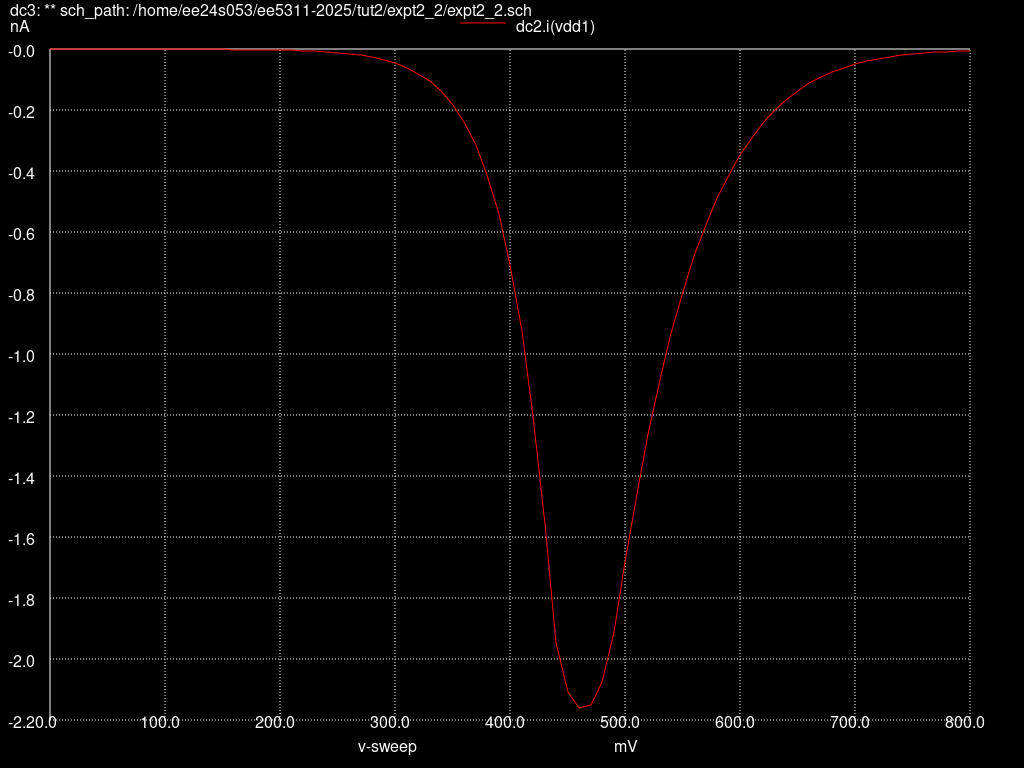 dc3: ** sch_path: /home/ee24s053/ee5311-2025/tut2/expt2_2/expt2_2.sch
nA
dc2.i(vdd1)
-0.0
-0.2
-0.4
-0.6
-0.8
-1.0
-1.2
-1.4
-1.6
-1.8
-2.0
-2.20.0 100.0 200.0 300.0 400.0 500.0 600.0 700.0 800.0
v-sweep mV